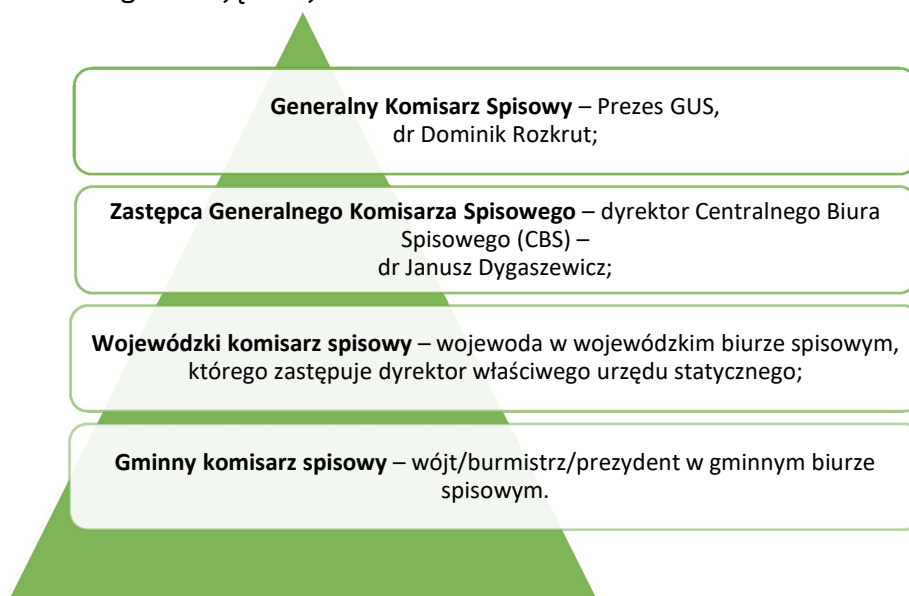 Generalny Komisarz Spisowy – Prezes GUS,
dr Dominik Rozkrut;
Zastępca Generalnego Komisarza Spisowego – dyrektor Centralnego Biura
Spisowego (CBS) –
dr Janusz Dygaszewicz;
Wojewódzki komisarz spisowy – wojewoda w wojewódzkim biurze spisowym,
którego zastępuje dyrektor właściwego urzędu statycznego;
Gminny komisarz spisowy – wójt/burmistrz/prezydent w gminnym biurze
spisowym.